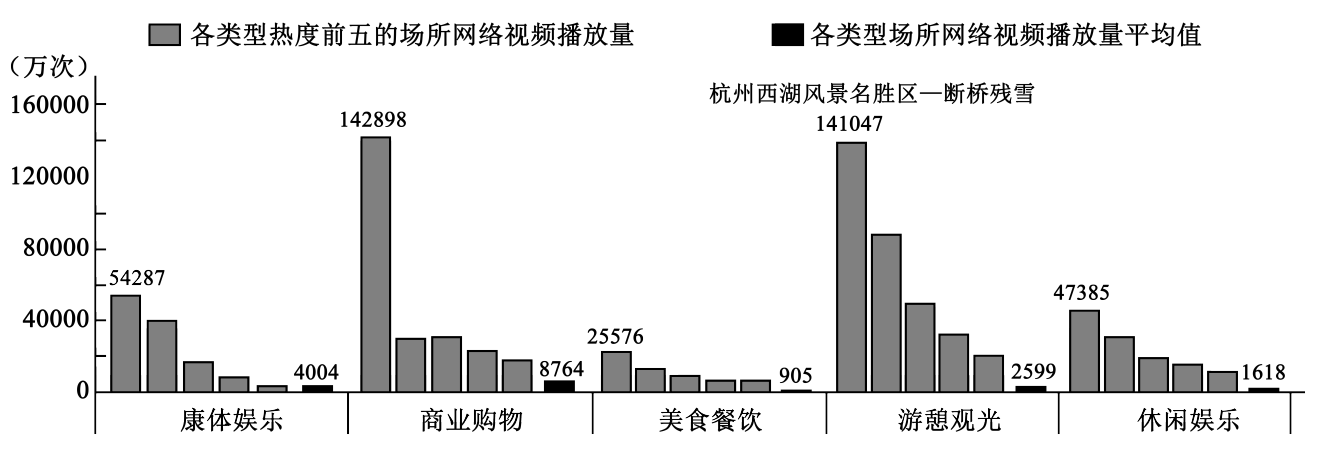 各类型热度前五的场所网络视频播放量
各类型场所网络视频播放量平均值
（万次）
160000
120000
80000
40000
0
杭州西湖风景名胜区—断桥残雪
54287
4004
142898
8764
25576
905
141047
2599
47385
1618
康体娱乐
商业购物
美食餐饮
游憩观光
休闲娱乐